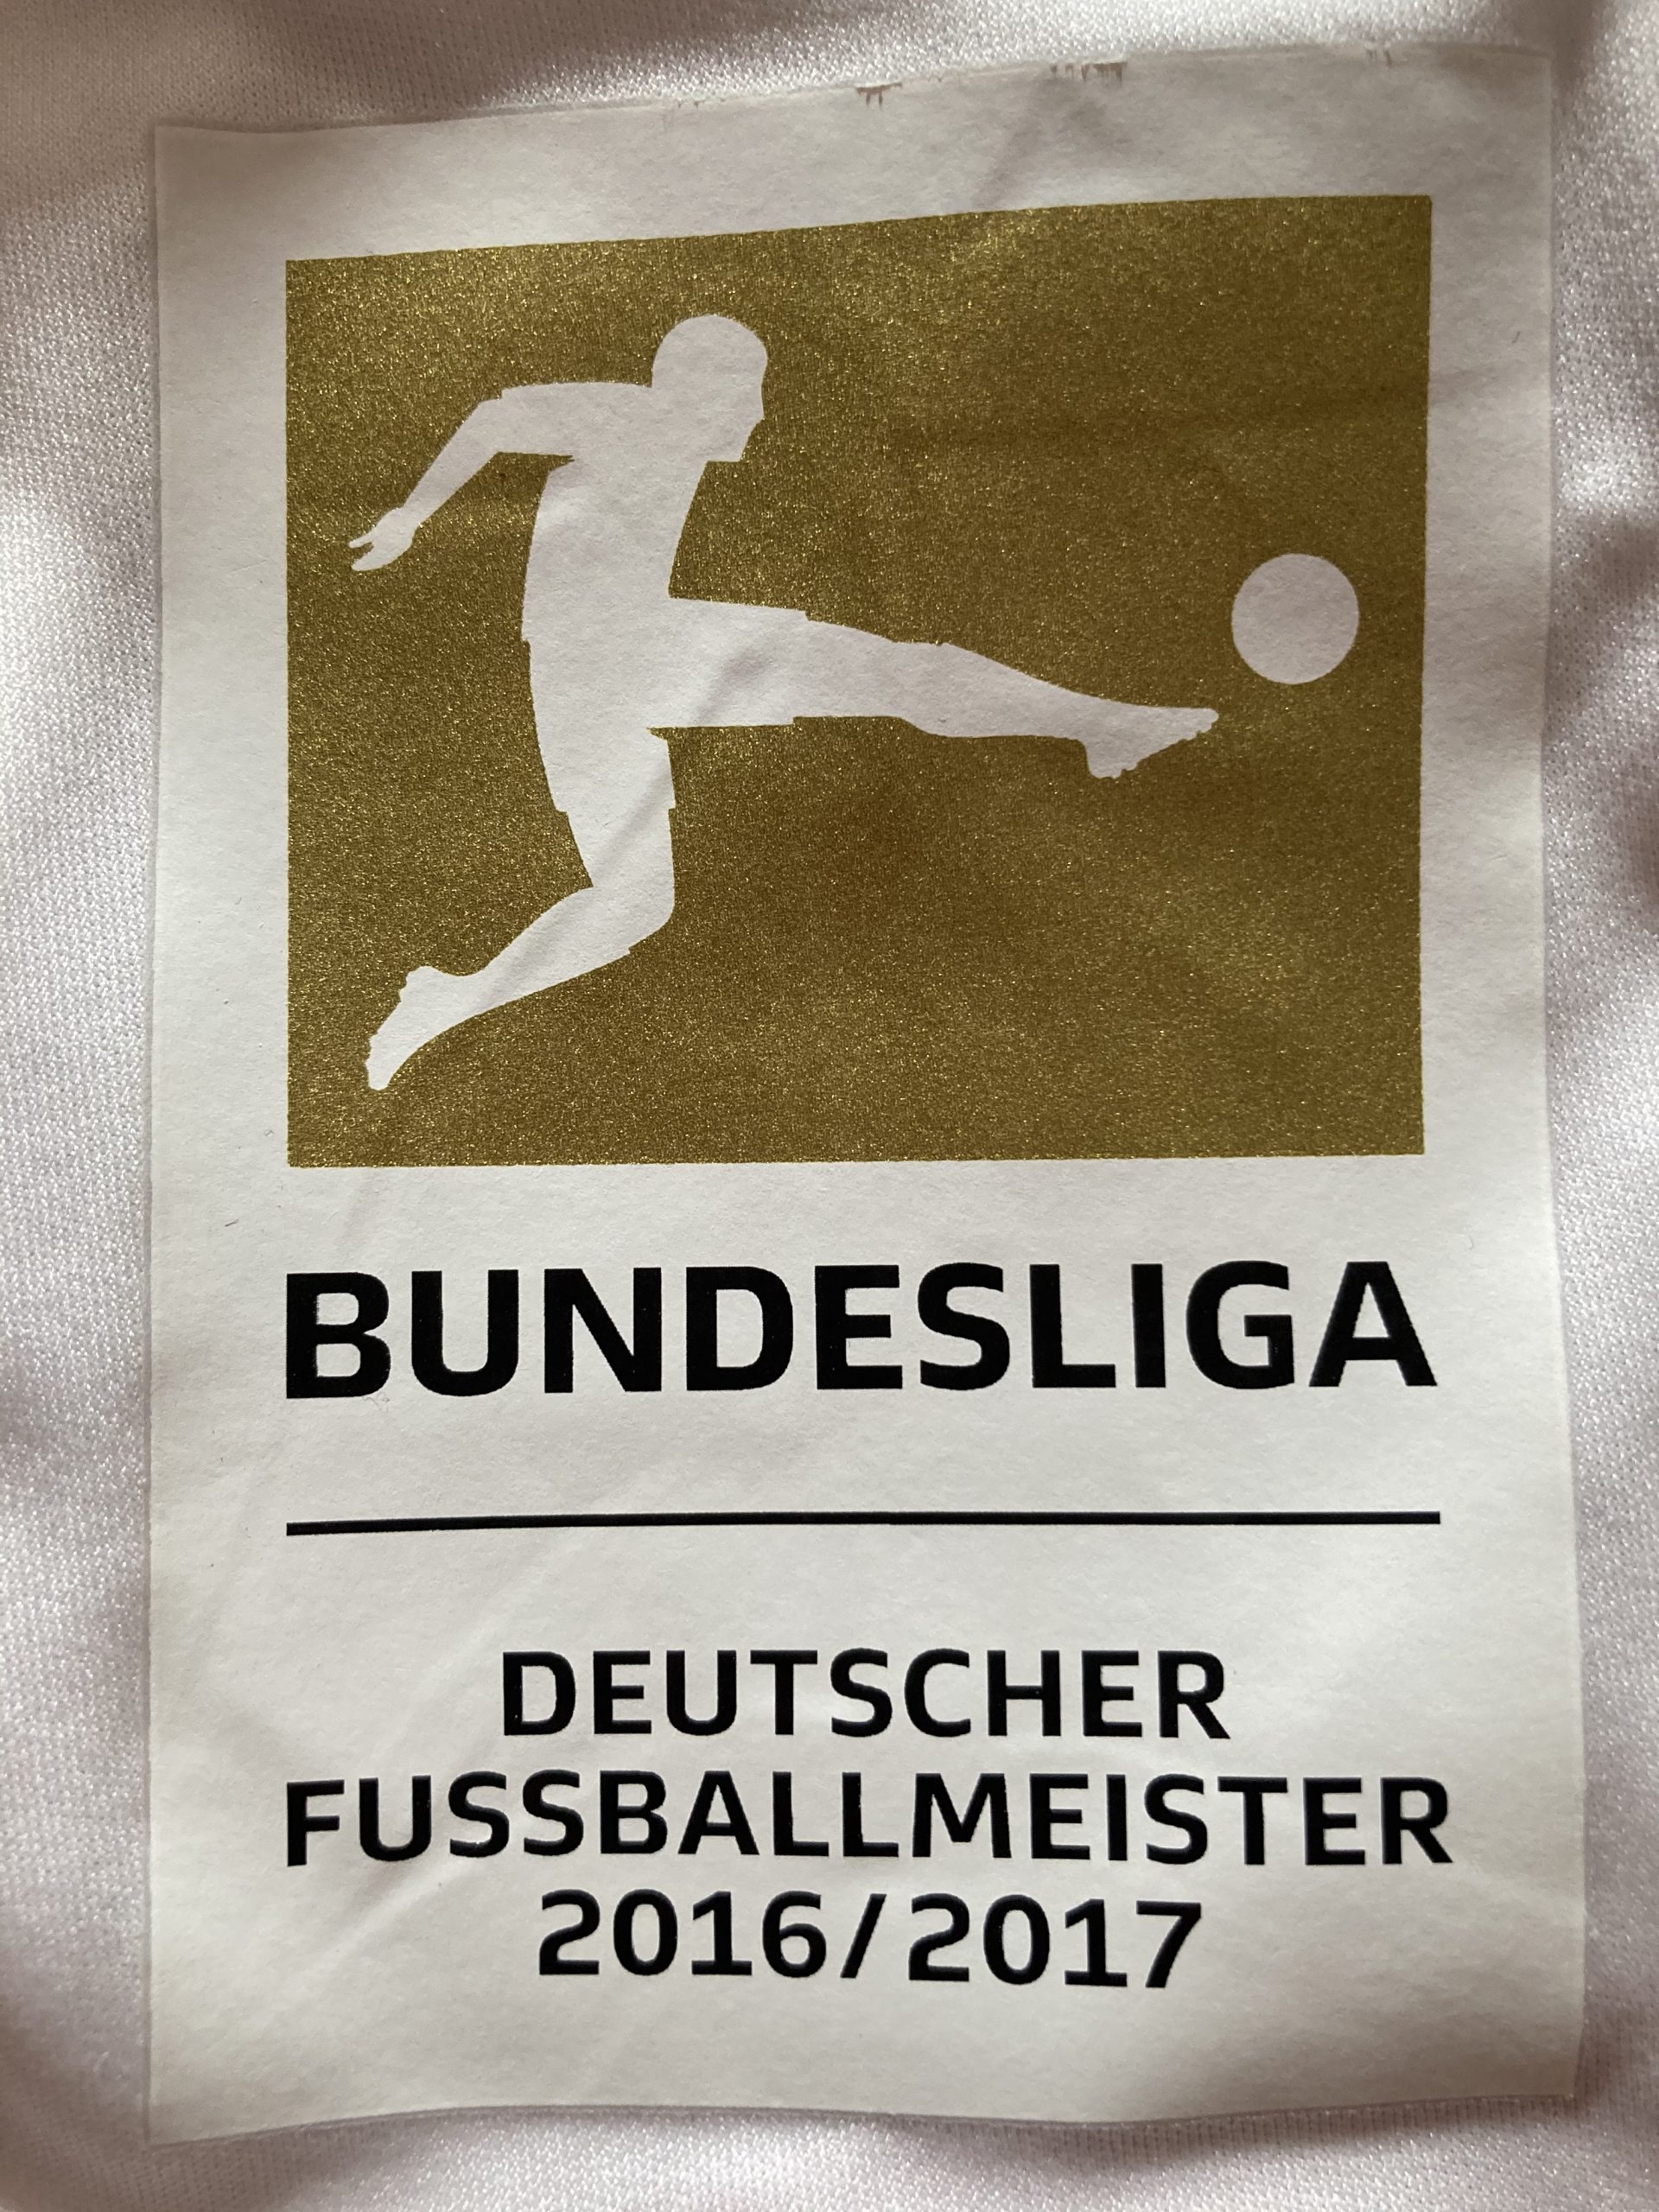 BUNDESLIGA
DEUTSCHER
FUSSBALLMEISTER
2016/2017